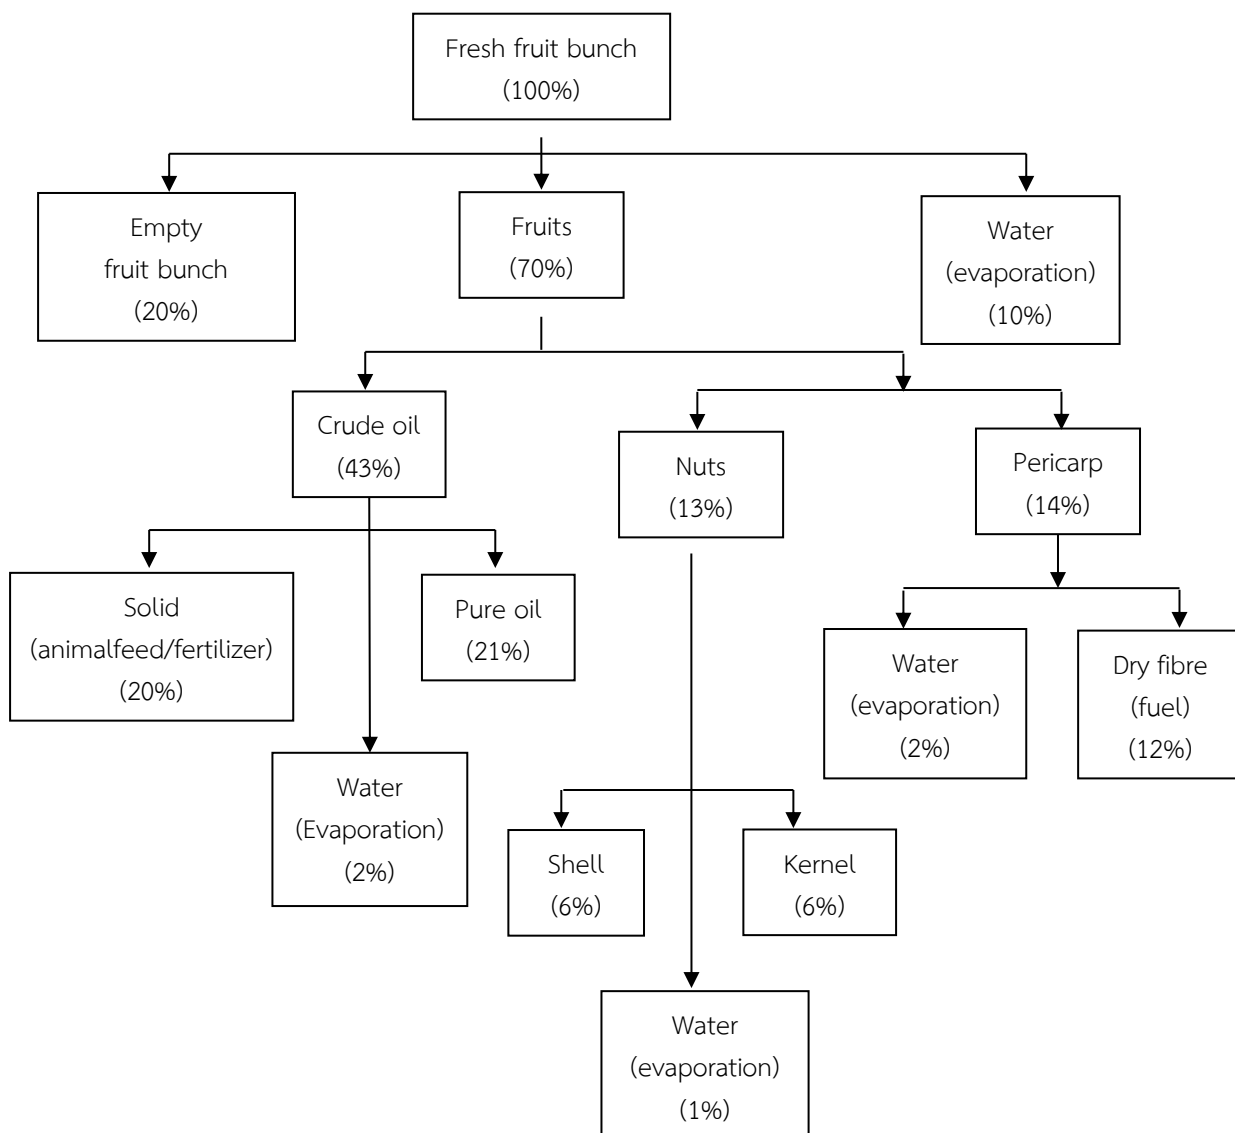 Fresh fruit bunch
(100%)
Empty
fruit bunch
(20%)
Fruits
(70%)
Water
(evaporation)
(10%)
Crude oil
(43%)
Nuts
(13%)
Pericarp
(14%)
Solid
(animalfeed/fertilizer)
(20%)
Pure oil
(21%)
Water
(evaporation)
(2%)
Dry fibre
(fuel)
(12%)
Water
(Evaporation)
(2%)
Shell
(6%)
Kernel
(6%)
Water
(evaporation)
(1%)